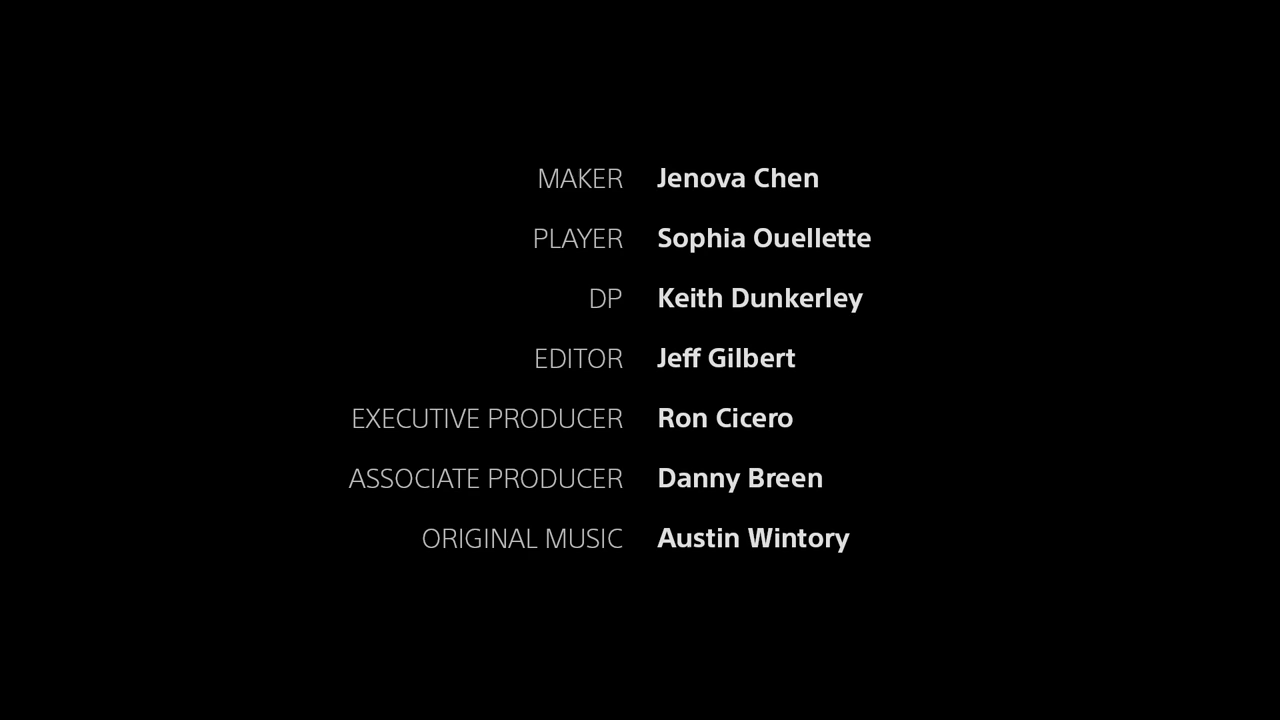 MAKER Jenova Chen
PLAYER Sophia Ouellette
DP Keith Dunkerley
EDITOR Jeff Gilbert
EXECUTIVE PRODUCER Ron Cicero
ASSOCIATE PRODUCER Danny Breen
ORIGINAL MUSIC Austin Wintory